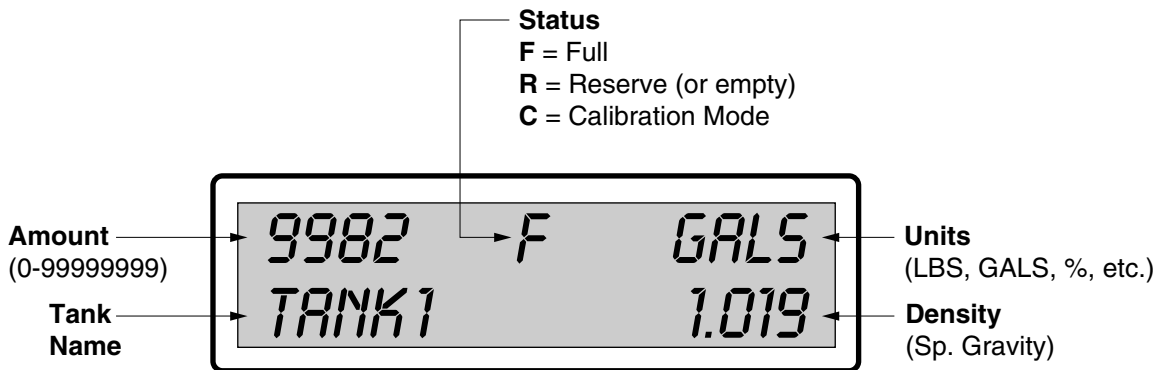 Status
F = Full
R = Reserve (or empty)
C = Calibration Mode
Amount
(0-99999999)
9982 F GALS
Units
(LBS, GALS, %, etc.)
Tank
Name
TANK1 1.019
Density
(Sp. Gravity)